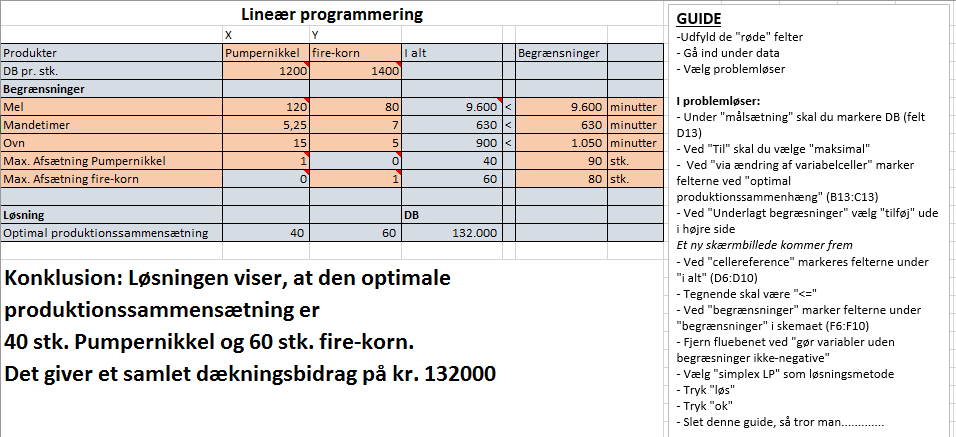 Lineær programmering
X Y
Produkter Pumpernikkel fire-korn I alt Begrænsninger
DB pr. stk. 1200 1400
Begrænsninger
Mel 120 80 9.600 < 9.600 minutter
Mandetimer 5,25 7 630 < 630 minutter
Ovn 15 5 900 < 1.050 minutter
Max. Afsætning Pumpernikkel 1 0 40 90 stk.
Max. Afsætning fire-korn 0 1 60 80 stk.
Løsning DB
Optimal produktionssammensætning 40 60 132.000
Konklusion: Løsningen viser, at den optimale
produktionssammensætning er
40 stk. Pumpernikkel og 60 stk. fire-korn.
Det giver et samlet dækningsbidrag på kr. 132000
GUIDE
-Udfyld de "røde" felter
- Gå ind under data
- Vælg problemløser
I problemløser:
- Under "målsætning" skal du markere DB (felt
D13)
- Ved "Til" skal du vælge "maksimal"
- Ved "via ændring af variabelceller" marker
felterne ved "optimal
produktionssammenhæng" (B13:C13)
- Ved "Underlagt begræsninger" vælg "tilføj" ude
i højre side
Et ny skærmbillede kommer frem
- Ved "cellereference" markeres felterne under
"i alt" (D6:D10)
- Tegnende skal være "<="
- Ved "begræsninger" marker felterne under
"begræsninger" i skemaet (F6:F10)
- Fjern fluebenet ved "gør variabler uden
begræsninger ikke-negative"
- Vælg "simplex LP" som løsningsmetode
- Tryk "løs"
- Tryk "ok"
- Slet denne guide, så tror man.............